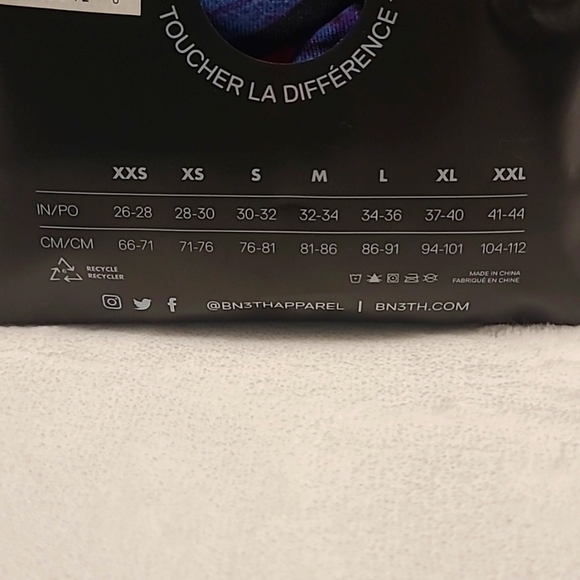 TOUCHER LA DIFFÉRENCE
XXS XS S M L XL XXL
IN/PO 26-28 28-30 30-32 32-34 34-36 37-40 41-44
CM/CM 66-71 71-76 76-81 81-86 86-91 94-101 104-112
RECYCLE
RECYCLER
MADE IN CHINA
FABRIQUÉ EN CHINE
@BN3THAPPAREL | BN3TH.COM